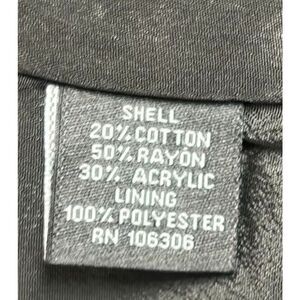 SHELL
20% COTTON
50% RAYON
30% ACRYLIC
LINING
100% POLYESTER
RN 106306